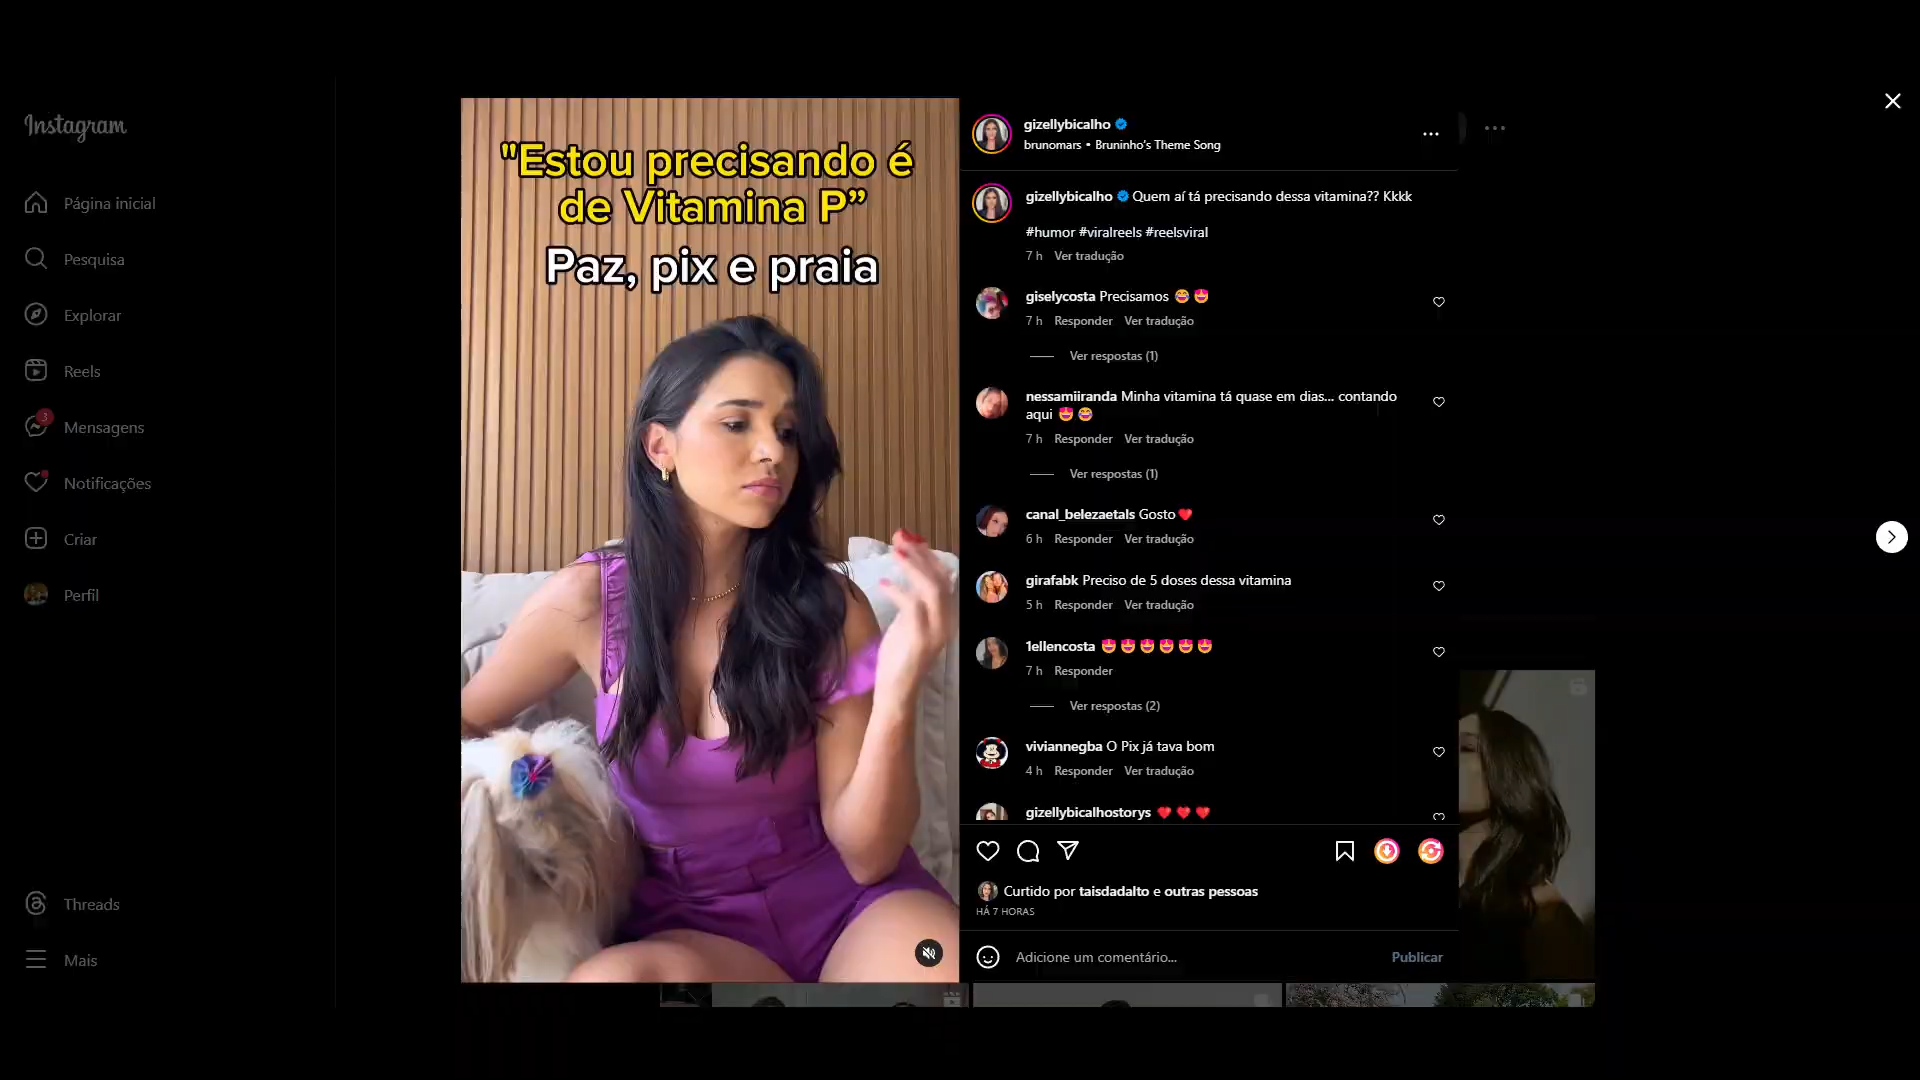 Instagram
Página inicial
Pesquisa
Explorar
Reels
3
Mensagens
Notificações
Criar
Perfil
Threads
Mais
"Estou precisando é
de Vitamina P”
Paz, pix e praia
gizellybicalho
brunomars • Bruninho's Theme Song
gizellybicalho Quem aí tá precisando dessa vitamina?? Kkkk
#humor #viralreels #reelsviral
7 h Ver tradução
giselycosta Precisamos 😂 🤩
7 h Responder Ver tradução
Ver respostas (1)
nessamiiranda Minha vitamina tá quase em dias... contando
aqui 🤩 😂
7 h Responder Ver tradução
Ver respostas (1)
canal_belezaetals Gosto❤️
6 h Responder Ver tradução
girafabk Preciso de 5 doses dessa vitamina
5 h Responder Ver tradução
1ellencosta 🤩 🤩 🤩 🤩 🤩 🤩
7 h Responder
Ver respostas (2)
viviannegba O Pix já tava bom
4 h Responder Ver tradução
gizellybicalhostorys ❤️ ❤️ ❤️
Curtido por taisdadalto e outras pessoas
HÁ 7 HORAS
Adicione um comentário...
Publicar